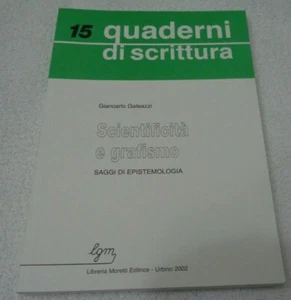 15 quaderni
di scrittura
Giancarlo Galeazzi
Scientificità
e grafismo
SAGGI DI EPISTEMOLOGIA
lgm
Libreria Moretti Editrice - Urbino 2002